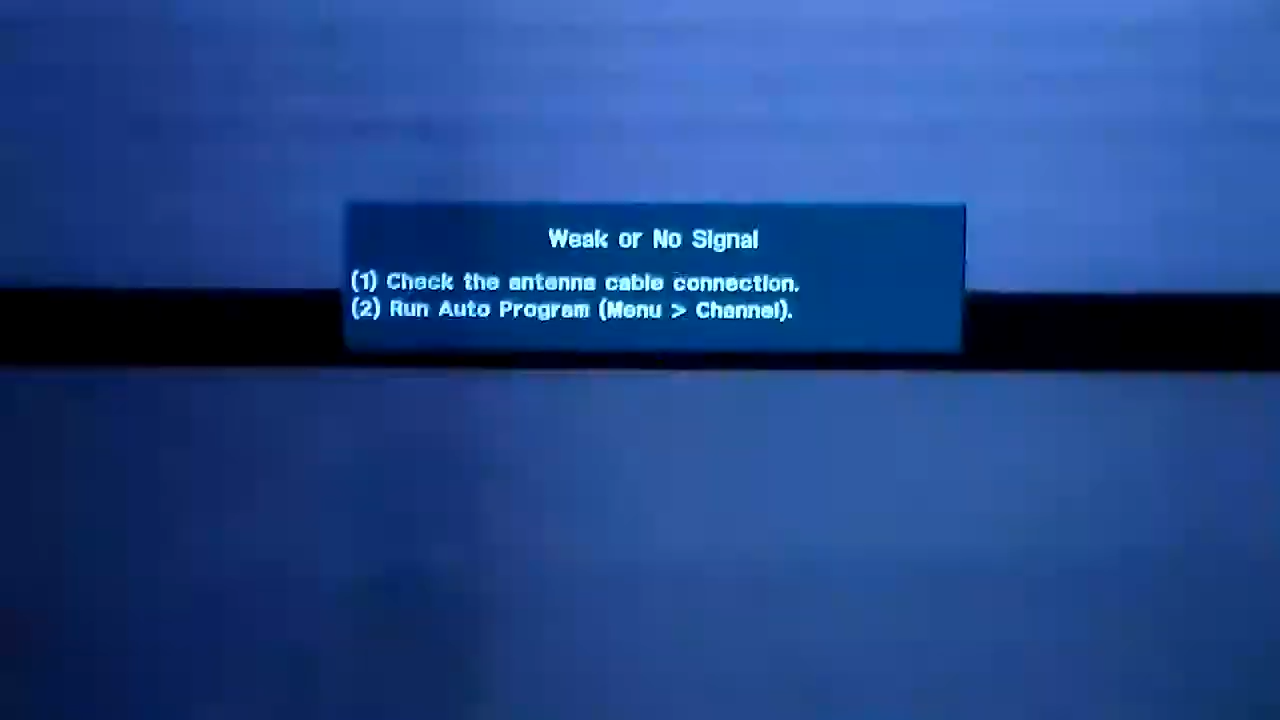 Weak or No Signal
(1) Check the antenna cable connection.
(2) Run Auto Program (Menu > Channel).